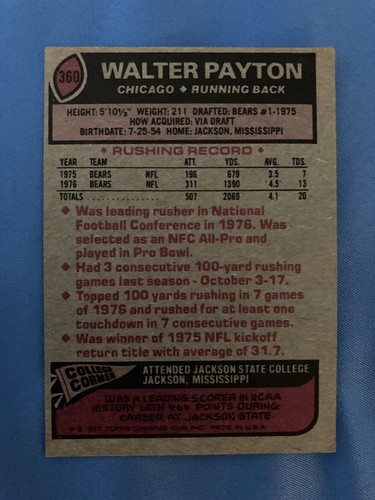 360
WALTER PAYTON
CHICAGO ♦ RUNNING BACK
HEIGHT: 5'10½" WEIGHT: 211 DRAFTED: BEARS #1-1975
HOW ACQUIRED: VIA DRAFT
BIRTHDATE: 7-25-54 HOME: JACKSON, MISSISSIPPI
♦ RUSHING RECORD ♦
YEAR TEAM ATT. YDS. AVG. TDS.
1975 BEARS NFL 196 679 3.5 7
1976 BEARS NFL 311 1390 4.5 13
TOTALS ................ 507 2069 4.1 20
♦ Was leading rusher in National
Football Conference in 1976. Was
selected as an NFC All-Pro and
played in Pro Bowl.
♦ Had 3 consecutive 100-yard rushing
games last season - October 3-17.
♦ Topped 100 yards rushing in 7 games
of 1976 and rushed for at least one
touchdown in 7 consecutive games.
♦ Was winner of 1975 NFL kickoff
return title with average of 31.7.
COLLEGE
CORNER
ATTENDED JACKSON STATE COLLEGE
JACKSON, MISSISSIPPI
WAS A LEADING SCORER IN NCAA
HISTORY WITH 464 POINTS DURING
CAREER AT JACKSON STATE.
© 1977 TOPPS CHEWING GUM, INC. PRTD. IN U.S.A.